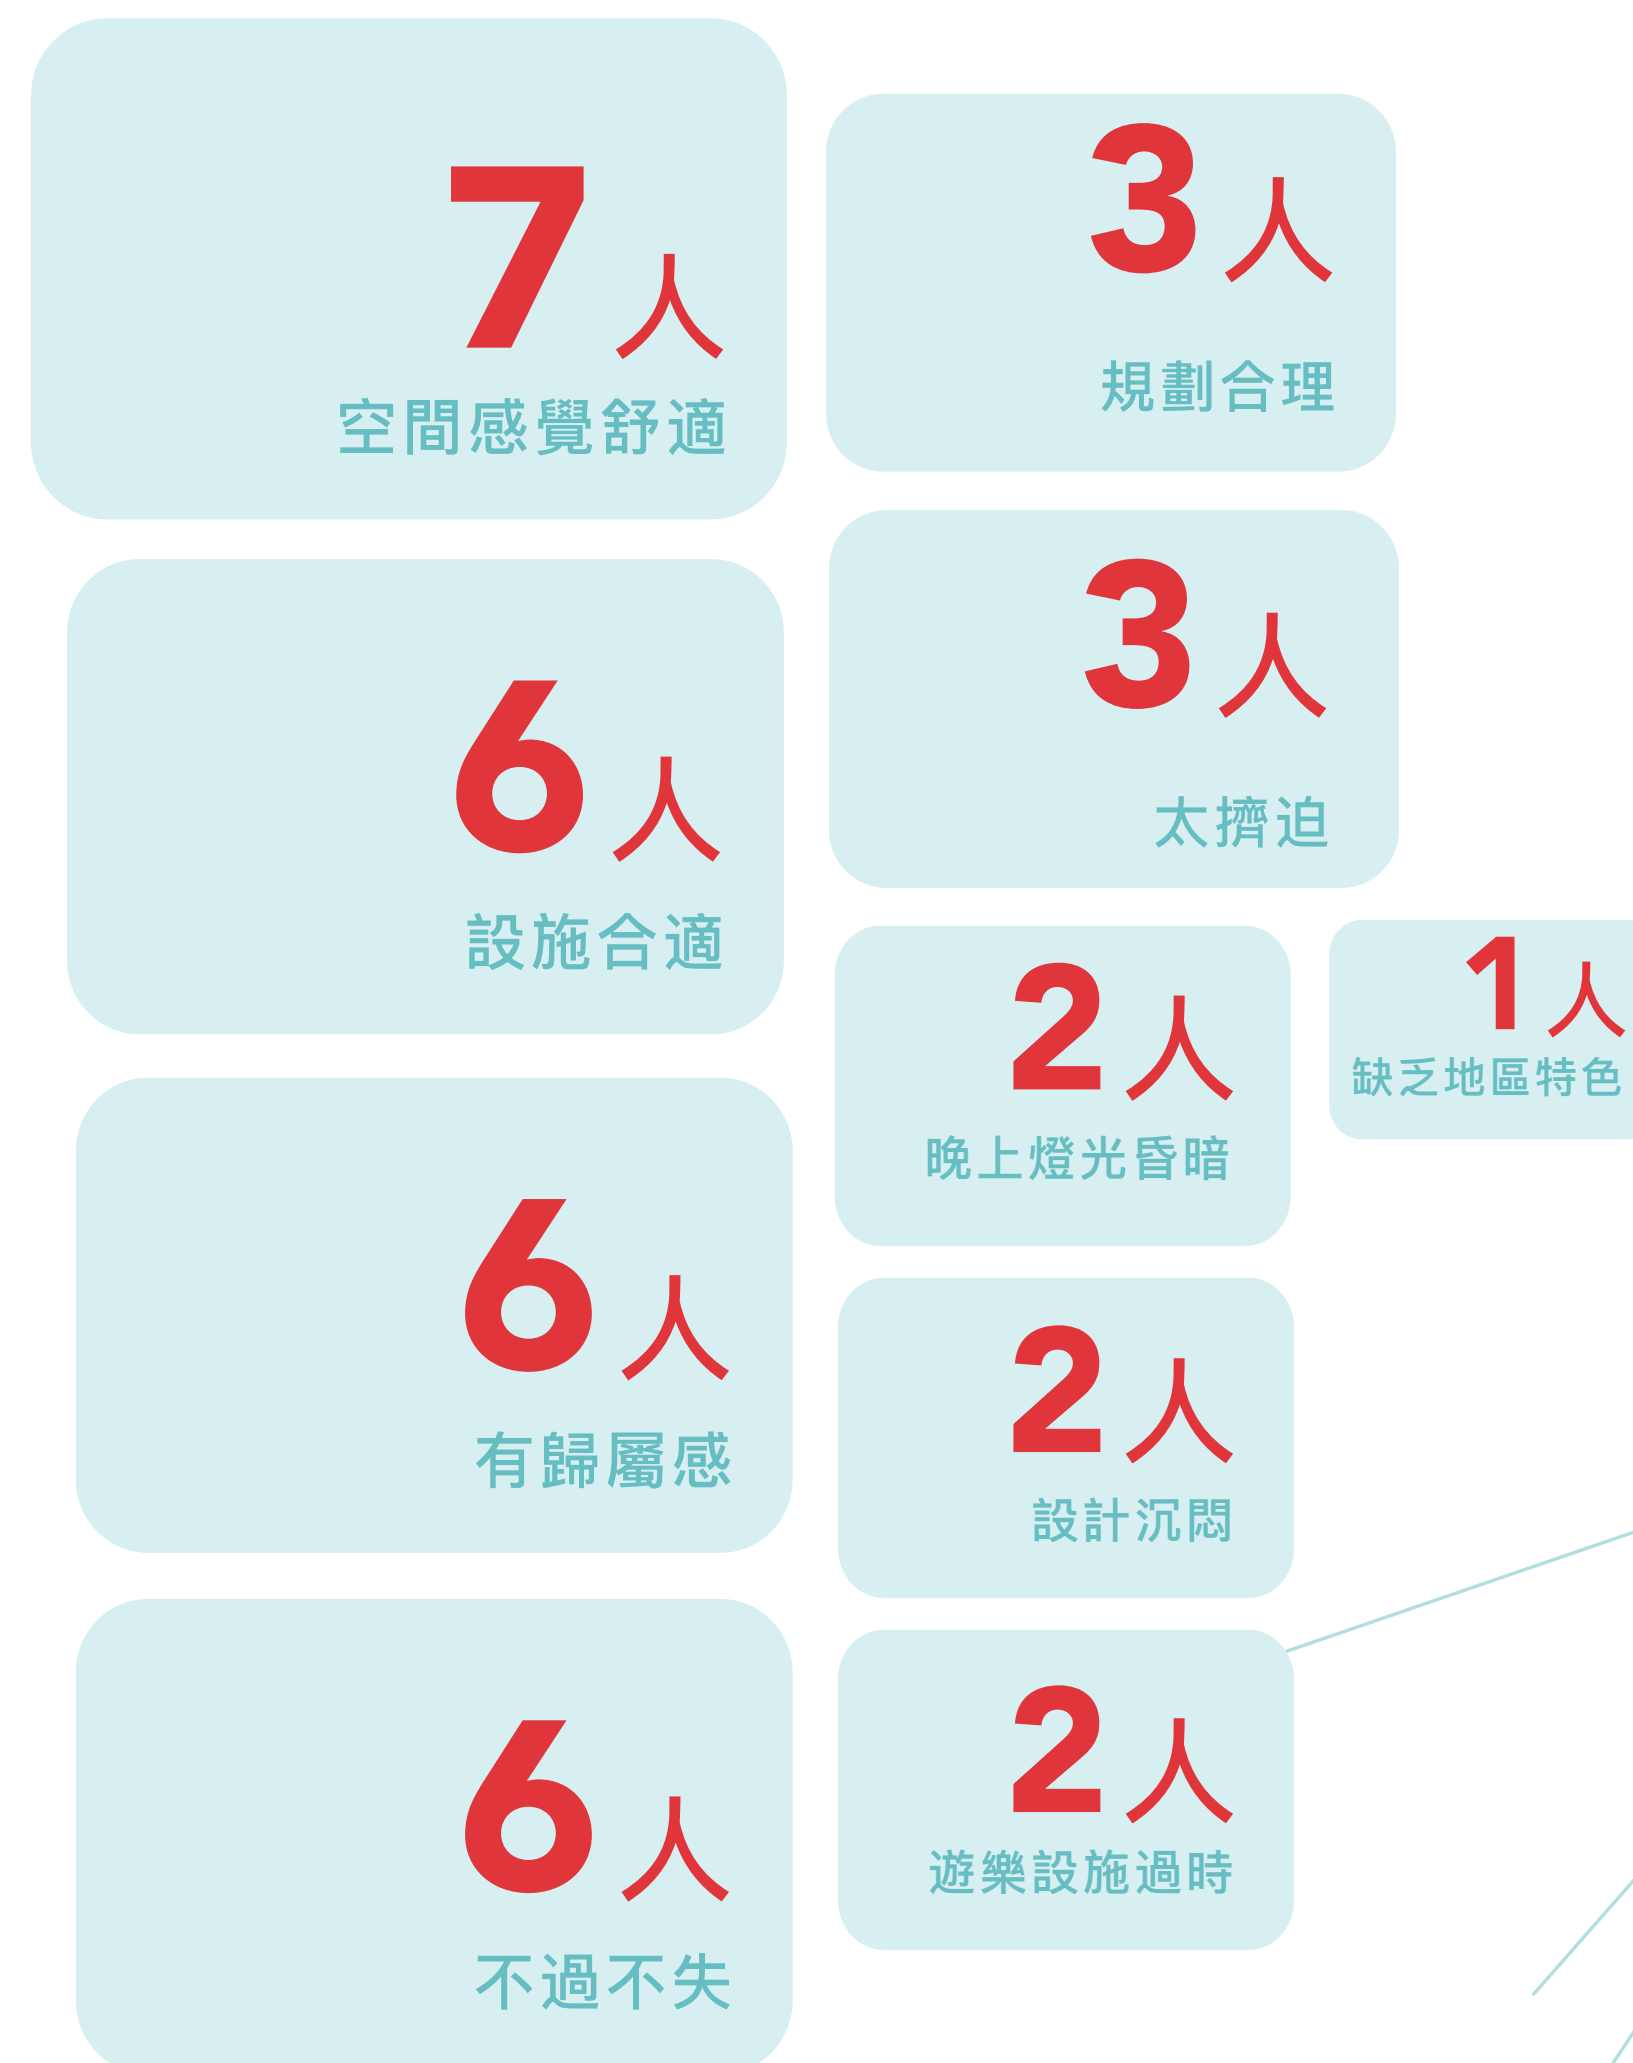 7人
空間感覺舒適
6人
設施合適
6人
有歸屬感
6人
不過不失
3人
規劃合理
3人
太擠迫
2人
晚上燈光昏暗
2人
設計沉悶
2人
遊樂設施過時
1人
缺乏地區特色